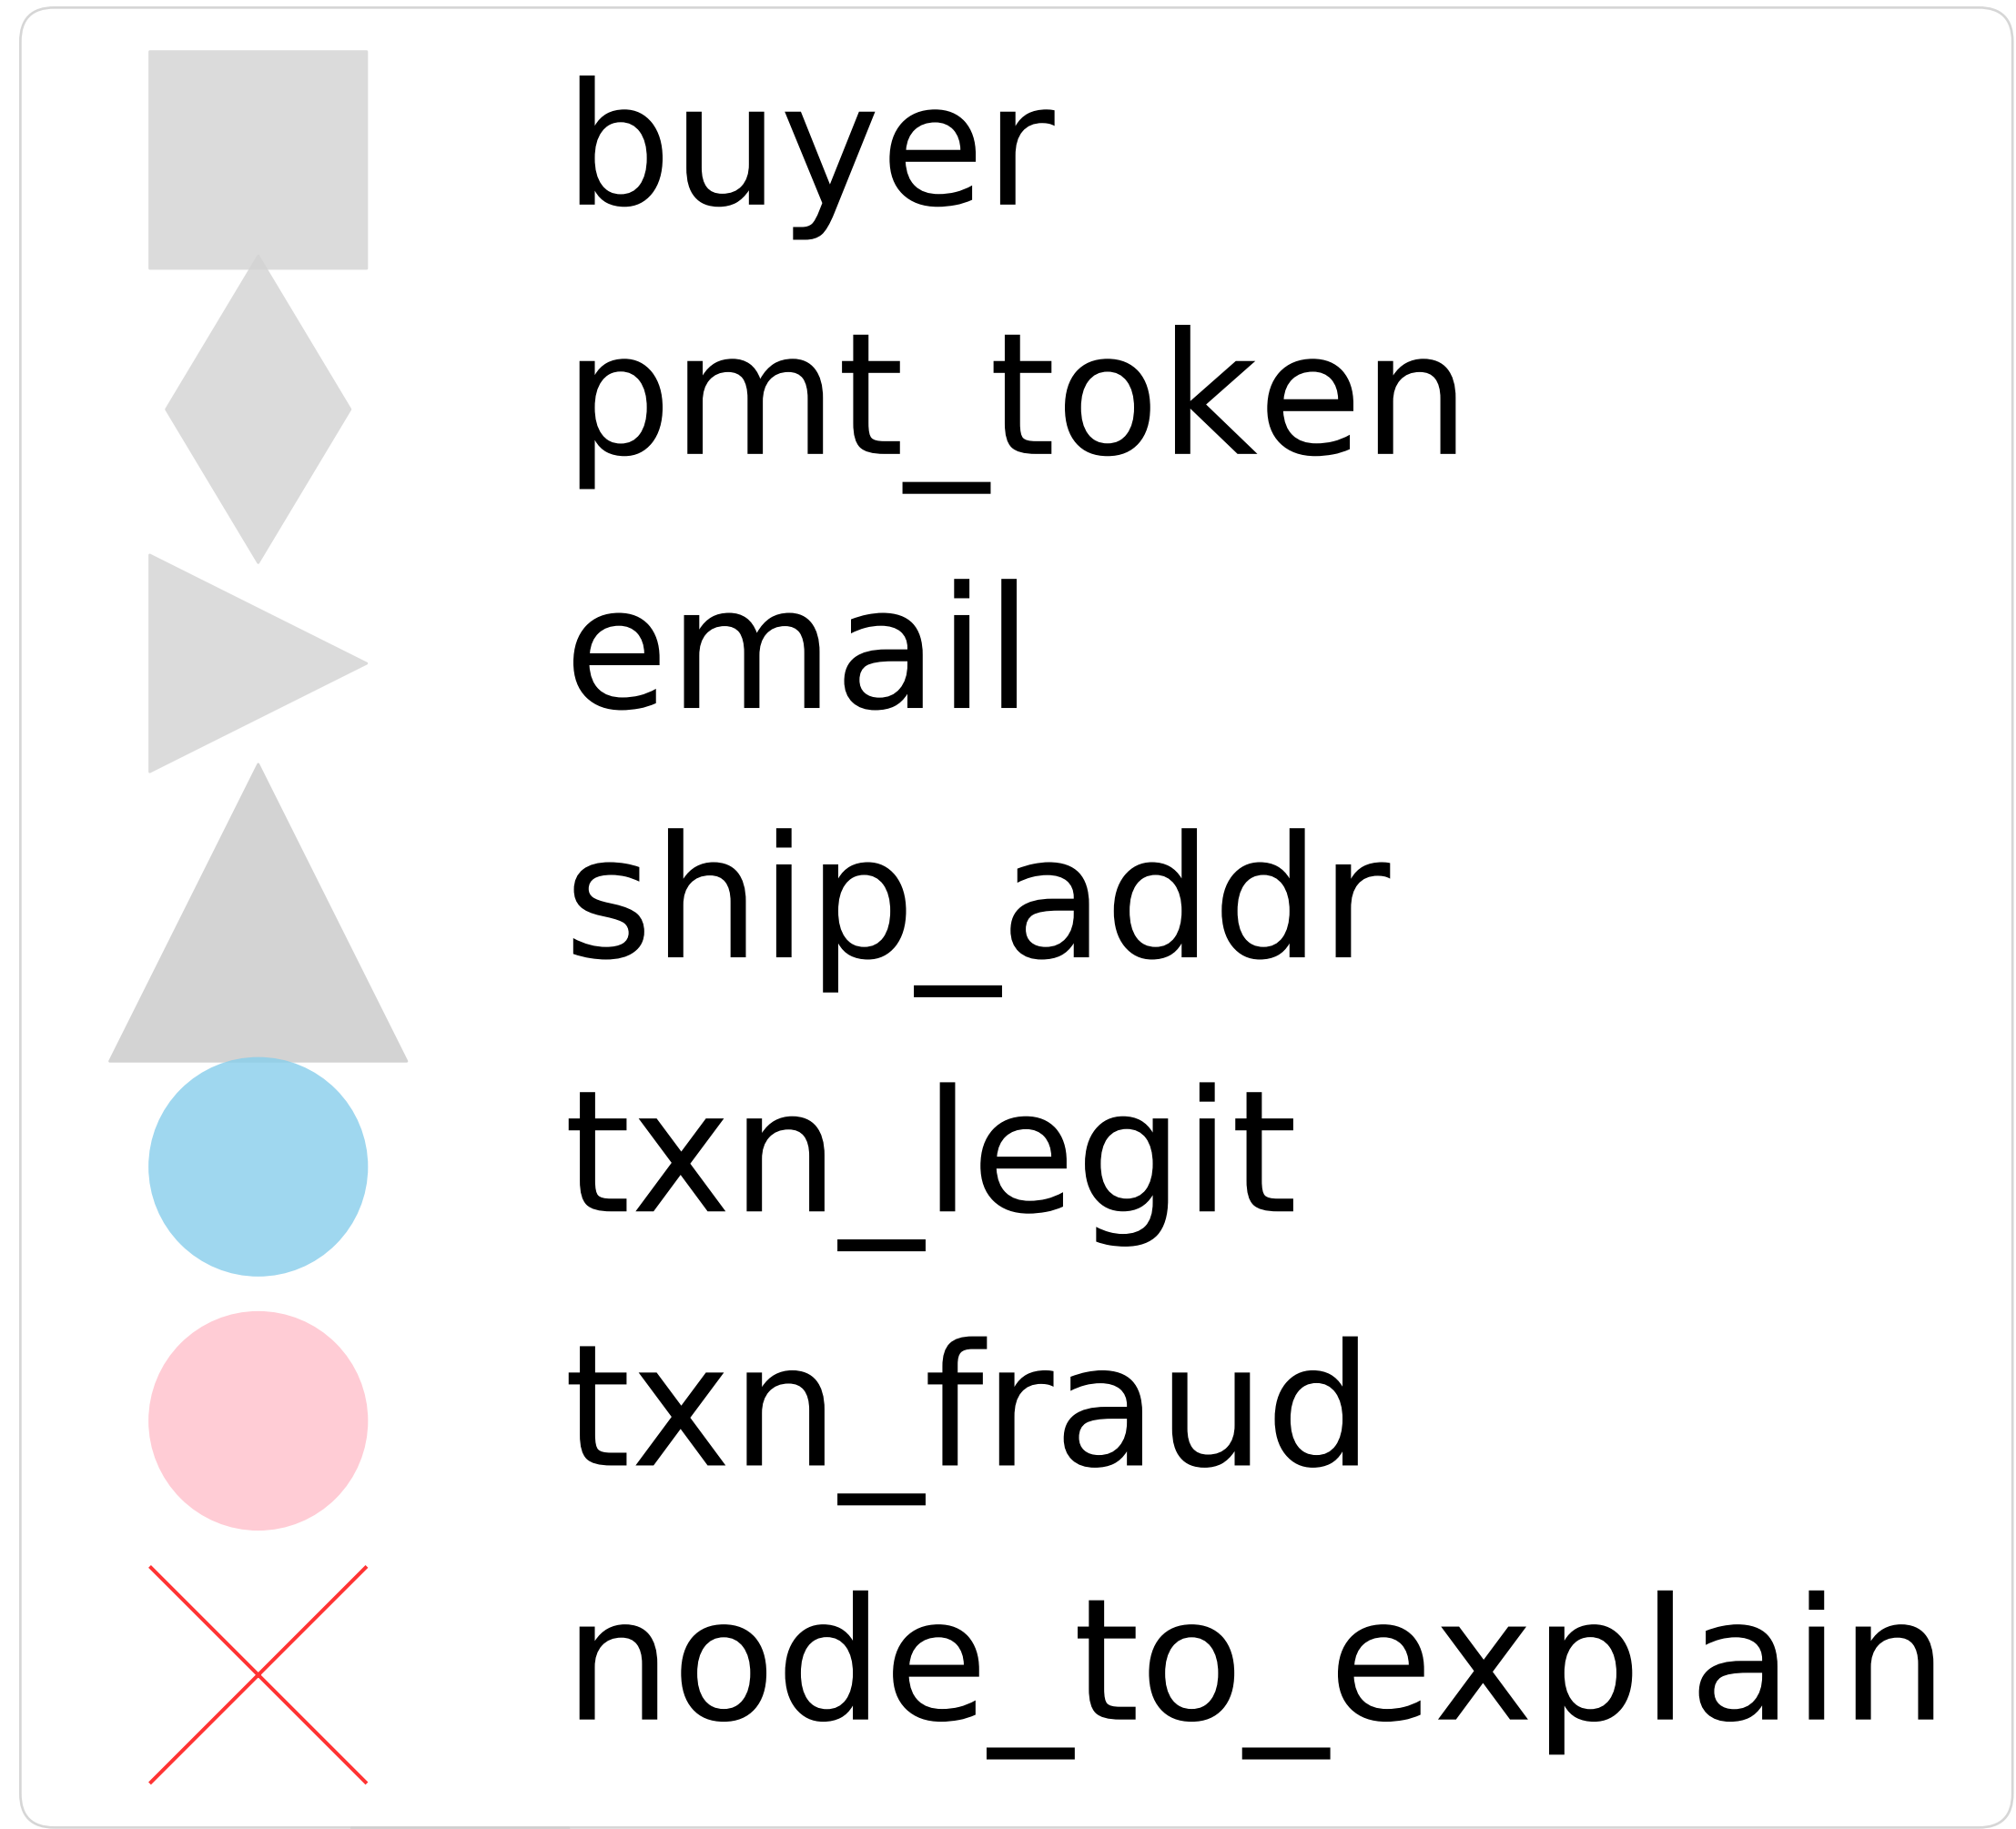 buyer
pmt_token
email
ship_addr
txn_legit
txn_fraud
node_to_explain